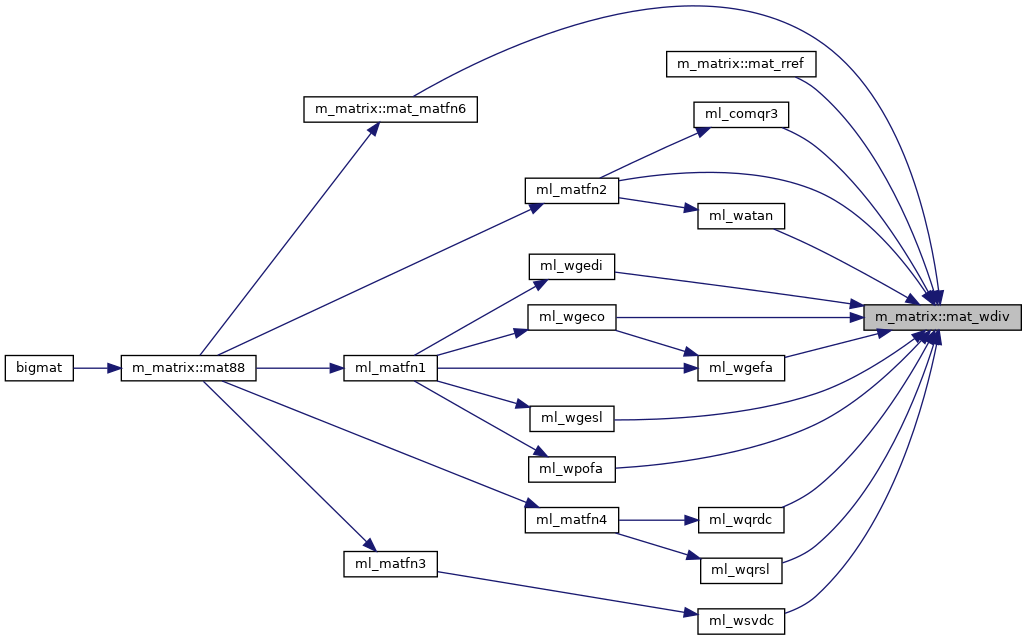 m_matrix::mat_rref
m_matrix::mat_matfn6
ml_comqr3
ml_matfn2
ml_watan
ml_wgedi
ml_wgeco
m_matrix::mat_wdiv
bigmat
m_matrix::mat88
ml_matfn1
ml_wgefa
ml_wgesl
ml_wpofa
ml_matfn4
ml_wqrdc
ml_matfn3
ml_wqrsl
ml_wsvdc